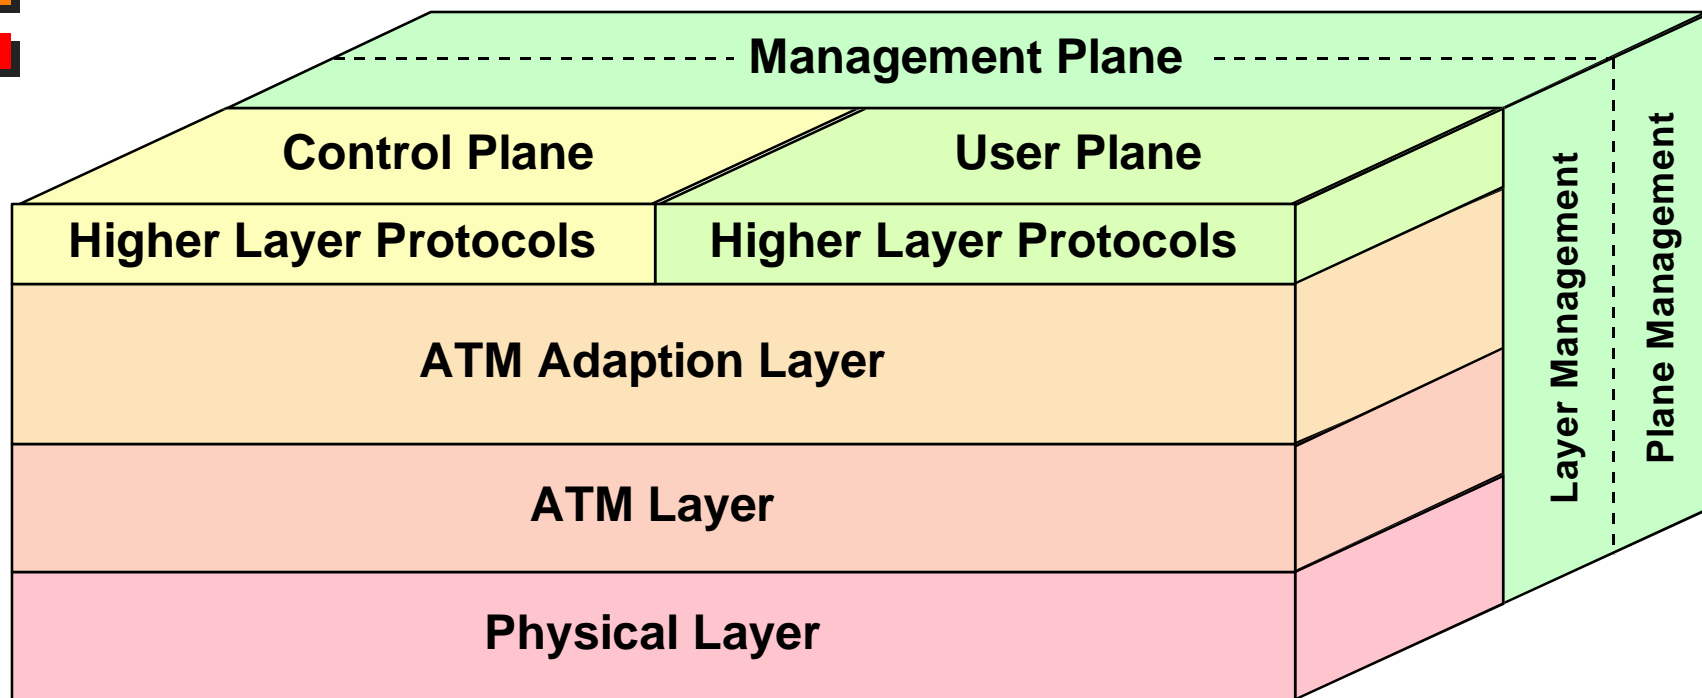 Management Plane
Control Plane
User Plane
Higher Layer Protocols
Higher Layer Protocols
ATM Adaption Layer
ATM Layer
Physical Layer
Layer Management
Plane Management